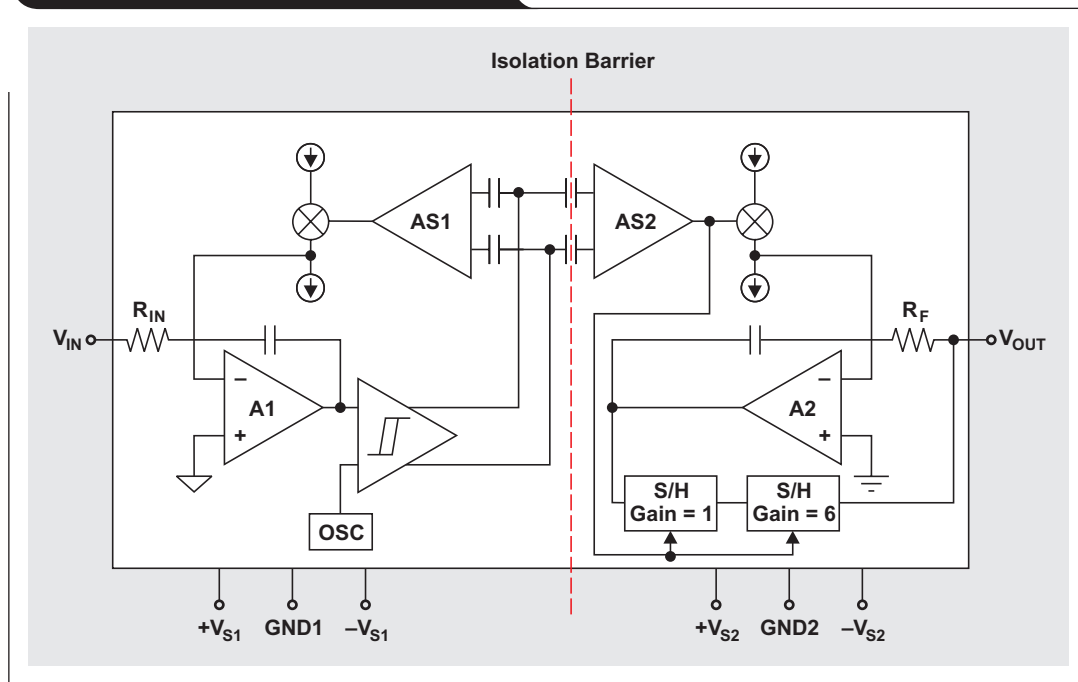 Isolation Barrier
AS1
AS2
R_IN
R_F
V_IN
V_OUT
–
A1
+
–
A2
+
S/H
Gain = 1
S/H
Gain = 6
OSC
+V_S1
GND1
–V_S1
+V_S2
GND2
–V_S2